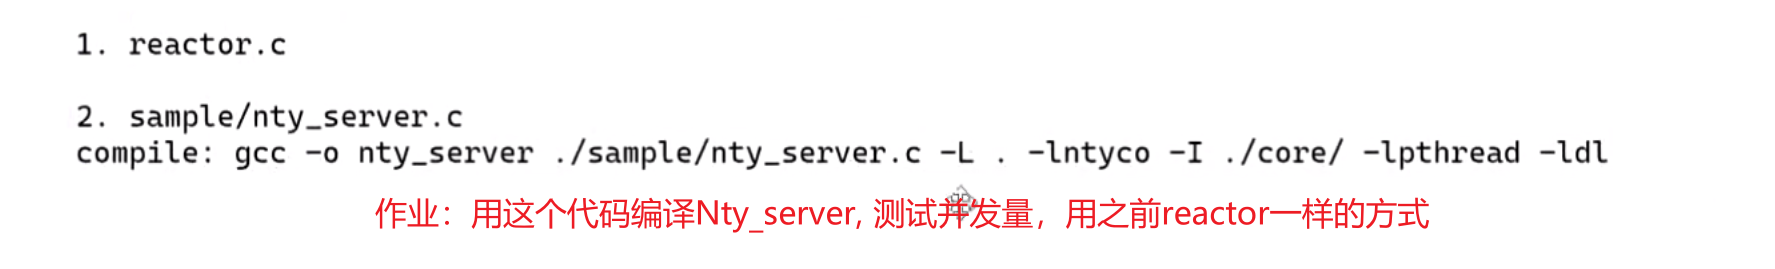 1. reactor.c
2. sample/nty_server.c
compile: gcc -o nty_server ./sample/nty_server.c -L . -lntyco -I ./core/ -lpthread -ldl
作业：用这个代码编译Nty_server, 测试并发量，用之前reactor一样的方式